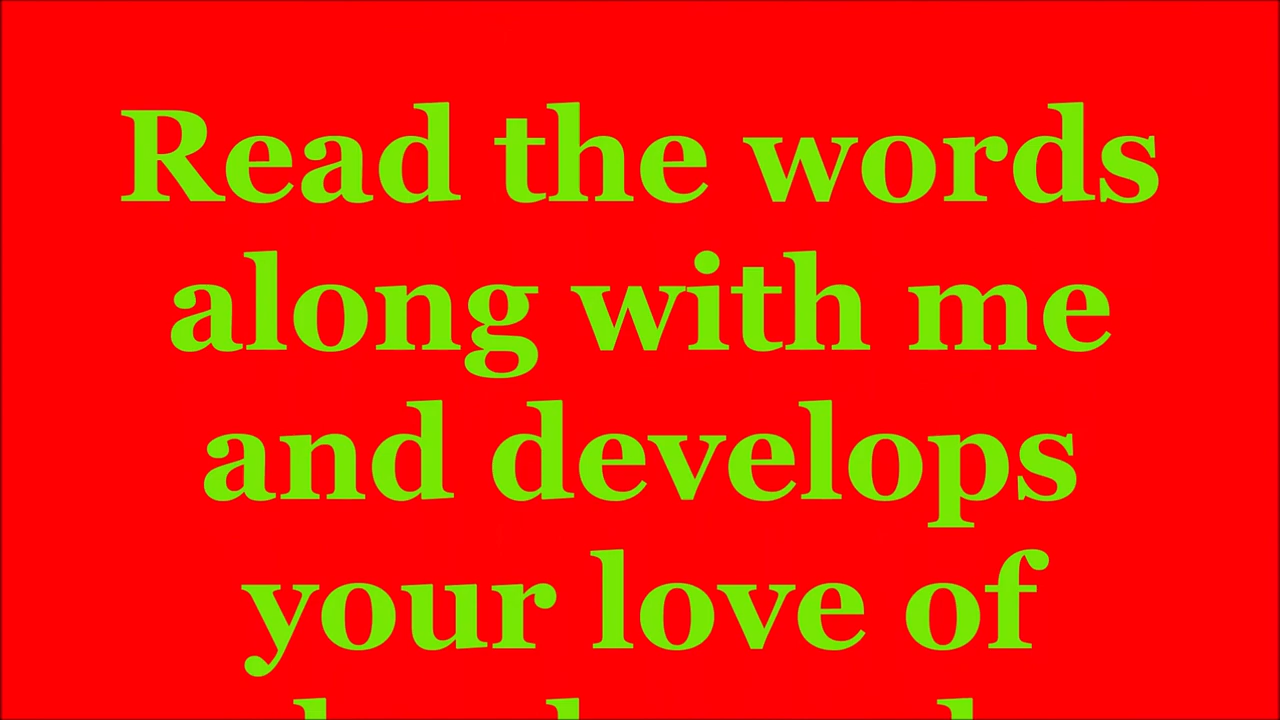 Read the words
along with me
and develops
your love of